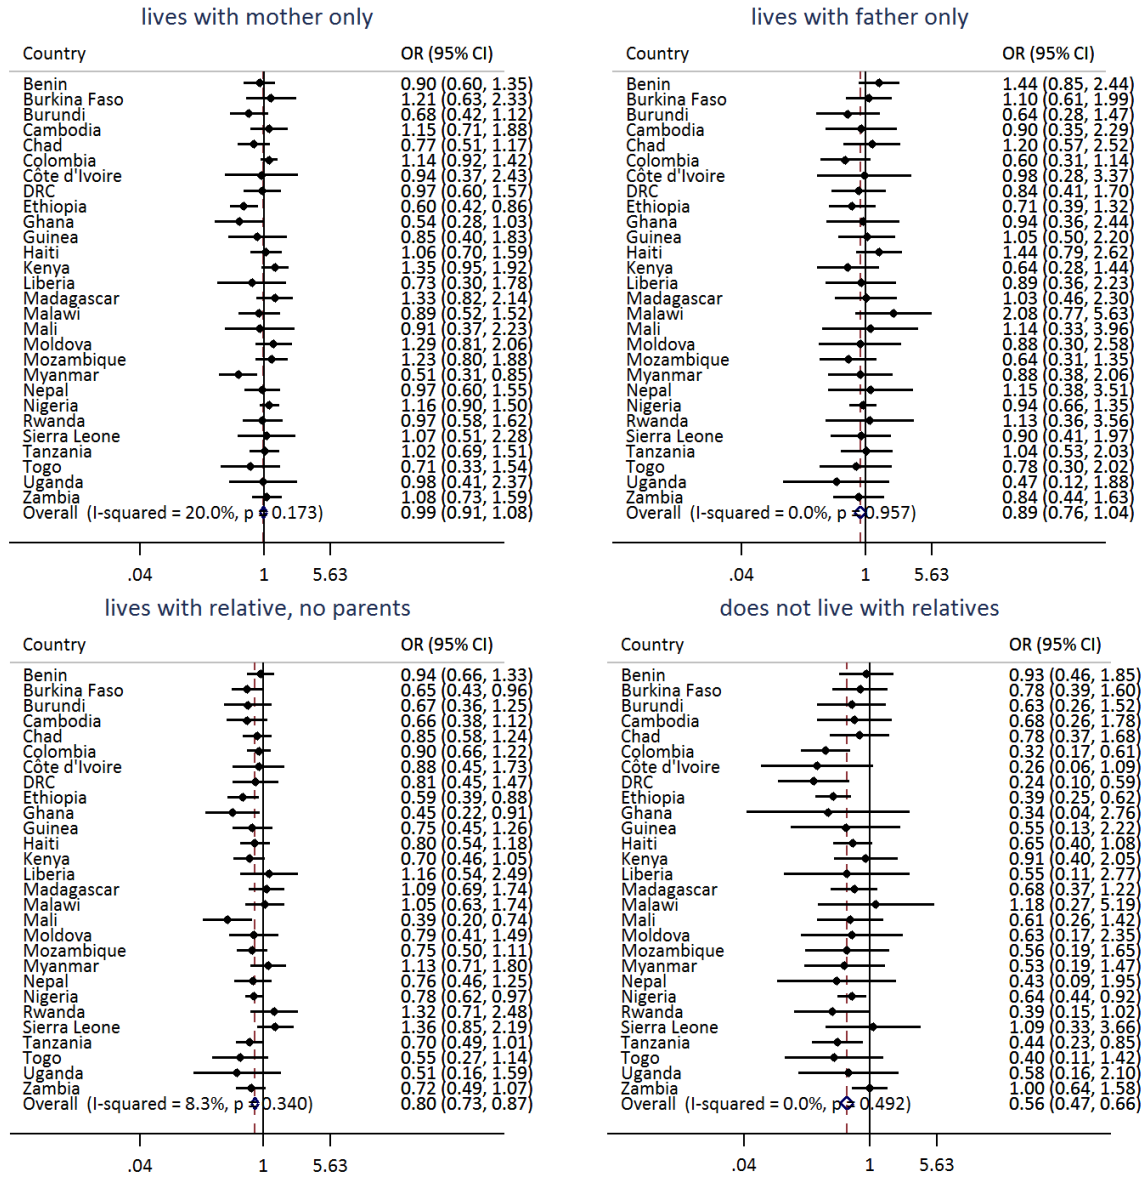 lives with mother only
Country OR (95% CI)
Benin 0.90 (0.60, 1.35)
Burkina Faso 1.21 (0.63, 2.33)
Burundi 0.68 (0.42, 1.12)
Cambodia 1.15 (0.71, 1.88)
Chad 0.77 (0.51, 1.17)
Colombia 1.14 (0.92, 1.42)
Côte d'Ivoire 0.94 (0.37, 2.43)
DRC 0.97 (0.60, 1.57)
Ethiopia 0.60 (0.42, 0.86)
Ghana 0.54 (0.28, 1.03)
Guinea 0.85 (0.40, 1.83)
Haiti 1.06 (0.70, 1.59)
Kenya 1.35 (0.95, 1.92)
Liberia 0.73 (0.30, 1.78)
Madagascar 1.33 (0.82, 2.14)
Malawi 0.89 (0.52, 1.52)
Mali 0.91 (0.37, 2.23)
Moldova 1.29 (0.81, 2.06)
Mozambique 1.23 (0.80, 1.88)
Myanmar 0.51 (0.31, 0.85)
Nepal 0.97 (0.60, 1.55)
Nigeria 1.16 (0.90, 1.50)
Rwanda 0.97 (0.58, 1.62)
Sierra Leone 1.07 (0.51, 2.28)
Tanzania 1.02 (0.69, 1.51)
Togo 0.71 (0.33, 1.54)
Uganda 0.98 (0.41, 2.37)
Zambia 1.08 (0.73, 1.59)
Overall (I-squared = 20.0%, p = 0.173) 0.99 (0.91, 1.08)
.04 1 5.63
lives with father only
Country OR (95% CI)
Benin 1.44 (0.85, 2.44)
Burkina Faso 1.10 (0.61, 1.99)
Burundi 0.64 (0.28, 1.47)
Cambodia 0.90 (0.35, 2.29)
Chad 1.20 (0.57, 2.52)
Colombia 0.60 (0.31, 1.14)
Côte d'Ivoire 0.98 (0.28, 3.37)
DRC 0.84 (0.41, 1.70)
Ethiopia 0.71 (0.39, 1.32)
Ghana 0.94 (0.36, 2.44)
Guinea 1.05 (0.50, 2.20)
Haiti 1.44 (0.79, 2.62)
Kenya 0.64 (0.28, 1.44)
Liberia 0.89 (0.36, 2.23)
Madagascar 1.03 (0.46, 2.30)
Malawi 2.08 (0.77, 5.63)
Mali 1.14 (0.33, 3.96)
Moldova 0.88 (0.30, 2.58)
Mozambique 0.64 (0.31, 1.35)
Myanmar 0.88 (0.38, 2.06)
Nepal 1.15 (0.38, 3.51)
Nigeria 0.94 (0.66, 1.35)
Rwanda 1.13 (0.36, 3.56)
Sierra Leone 0.90 (0.41, 1.97)
Tanzania 1.04 (0.53, 2.03)
Togo 0.78 (0.30, 2.02)
Uganda 0.47 (0.12, 1.88)
Zambia 0.84 (0.44, 1.63)
Overall (I-squared = 0.0%, p = 0.957) 0.89 (0.76, 1.04)
.04 1 5.63
lives with relative, no parents
Country OR (95% CI)
Benin 0.94 (0.66, 1.33)
Burkina Faso 0.65 (0.43, 0.96)
Burundi 0.67 (0.36, 1.25)
Cambodia 0.66 (0.38, 1.12)
Chad 0.85 (0.58, 1.24)
Colombia 0.90 (0.66, 1.22)
Côte d'Ivoire 0.88 (0.45, 1.73)
DRC 0.81 (0.45, 1.47)
Ethiopia 0.59 (0.39, 0.88)
Ghana 0.45 (0.22, 0.91)
Guinea 0.75 (0.45, 1.26)
Haiti 0.80 (0.54, 1.18)
Kenya 0.70 (0.46, 1.05)
Liberia 1.16 (0.54, 2.49)
Madagascar 1.09 (0.69, 1.74)
Malawi 1.05 (0.63, 1.74)
Mali 0.39 (0.20, 0.74)
Moldova 0.79 (0.41, 1.49)
Mozambique 0.75 (0.50, 1.11)
Myanmar 1.13 (0.71, 1.80)
Nepal 0.76 (0.46, 1.25)
Nigeria 0.78 (0.62, 0.97)
Rwanda 1.32 (0.71, 2.48)
Sierra Leone 1.36 (0.85, 2.19)
Tanzania 0.70 (0.49, 1.01)
Togo 0.55 (0.27, 1.14)
Uganda 0.51 (0.16, 1.59)
Zambia 0.72 (0.49, 1.07)
Overall (I-squared = 8.3%, p = 0.340) 0.80 (0.73, 0.87)
.04 1 5.63
does not live with relatives
Country OR (95% CI)
Benin 0.93 (0.46, 1.85)
Burkina Faso 0.78 (0.39, 1.60)
Burundi 0.63 (0.26, 1.52)
Cambodia 0.68 (0.26, 1.78)
Chad 0.78 (0.37, 1.68)
Colombia 0.32 (0.17, 0.61)
Côte d'Ivoire 0.26 (0.06, 1.09)
DRC 0.24 (0.10, 0.59)
Ethiopia 0.39 (0.25, 0.62)
Ghana 0.34 (0.04, 2.76)
Guinea 0.55 (0.13, 2.22)
Haiti 0.65 (0.40, 1.08)
Kenya 0.91 (0.40, 2.05)
Liberia 0.55 (0.11, 2.77)
Madagascar 0.68 (0.37, 1.22)
Malawi 1.18 (0.27, 5.19)
Mali 0.61 (0.26, 1.42)
Moldova 0.63 (0.17, 2.35)
Mozambique 0.56 (0.19, 1.65)
Myanmar 0.53 (0.19, 1.47)
Nepal 0.43 (0.09, 1.95)
Nigeria 0.64 (0.44, 0.92)
Rwanda 0.39 (0.15, 1.02)
Sierra Leone 1.09 (0.33, 3.66)
Tanzania 0.44 (0.23, 0.85)
Togo 0.40 (0.11, 1.42)
Uganda 0.58 (0.16, 2.10)
Zambia 1.00 (0.64, 1.58)
Overall (I-squared = 0.0%, p = 0.492) 0.56 (0.47, 0.66)
.04 1 5.63